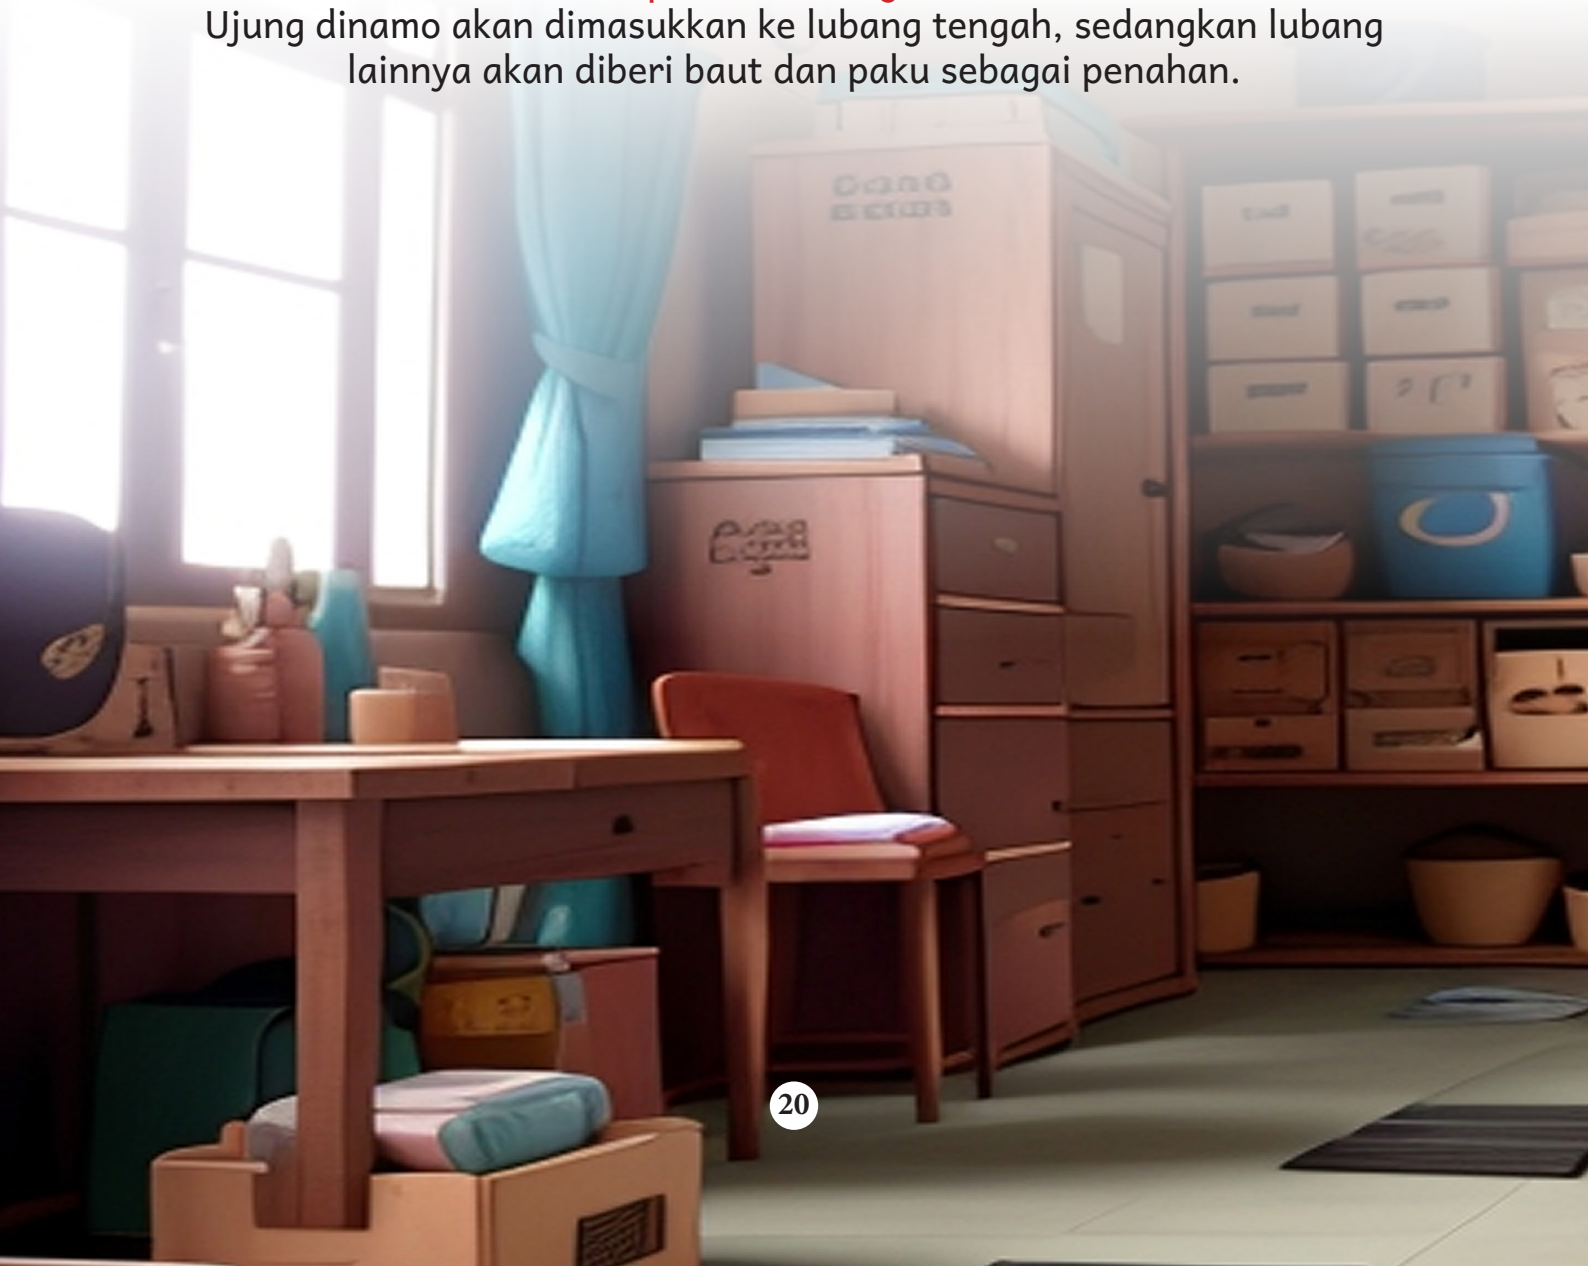 Ujung dinamo akan dimasukkan ke lubang tengah, sedangkan lubang
lainnya akan diberi baut dan paku sebagai penahan.
20